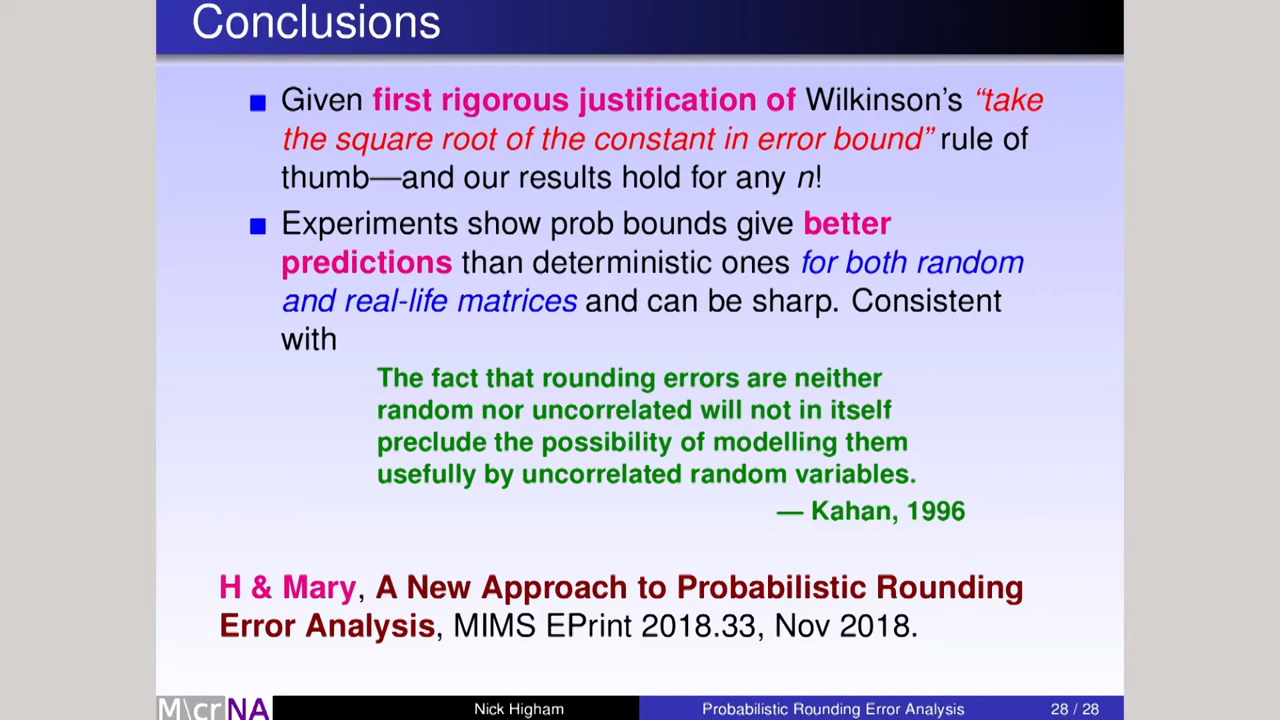 Conclusions
Given first rigorous justification of Wilkinson's “take
the square root of the constant in error bound” rule of
thumb—and our results hold for any n!
Experiments show prob bounds give better
predictions than deterministic ones for both random
and real-life matrices and can be sharp. Consistent
with
The fact that rounding errors are neither
random nor uncorrelated will not in itself
preclude the possibility of modelling them
usefully by uncorrelated random variables.
— Kahan, 1996
H & Mary, A New Approach to Probabilistic Rounding
Error Analysis, MIMS EPrint 2018.33, Nov 2018.
M\crNA Nick Higham Probabilistic Rounding Error Analysis 28 / 28